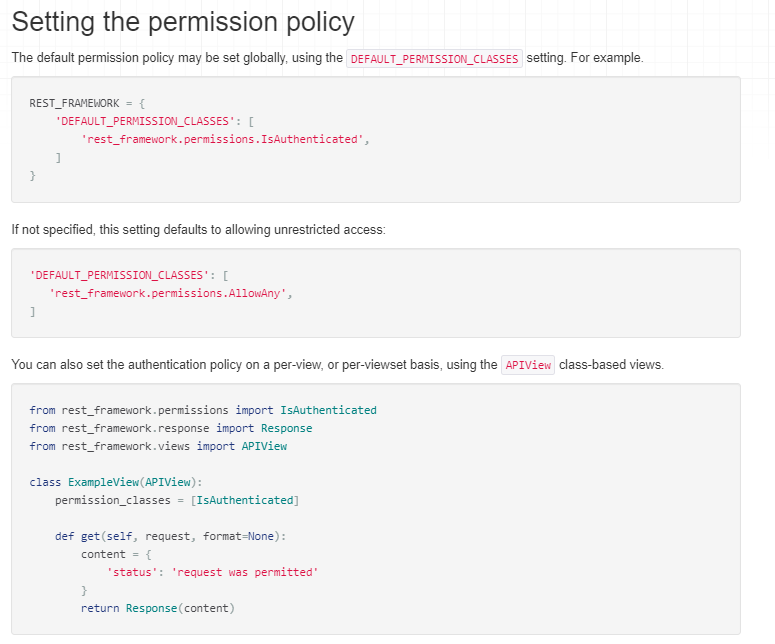 Setting the permission policy
The default permission policy may be set globally, using the DEFAULT_PERMISSION_CLASSES setting. For example.
REST_FRAMEWORK = {
    'DEFAULT_PERMISSION_CLASSES': [
        'rest_framework.permissions.IsAuthenticated',
    ]
}
If not specified, this setting defaults to allowing unrestricted access:
'DEFAULT_PERMISSION_CLASSES': [
   'rest_framework.permissions.AllowAny',
]
You can also set the authentication policy on a per-view, or per-viewset basis, using the APIView class-based views.
from rest_framework.permissions import IsAuthenticated
from rest_framework.response import Response
from rest_framework.views import APIView
class ExampleView(APIView):
    permission_classes = [IsAuthenticated]
    def get(self, request, format=None):
        content = {
            'status': 'request was permitted'
        }
        return Response(content)